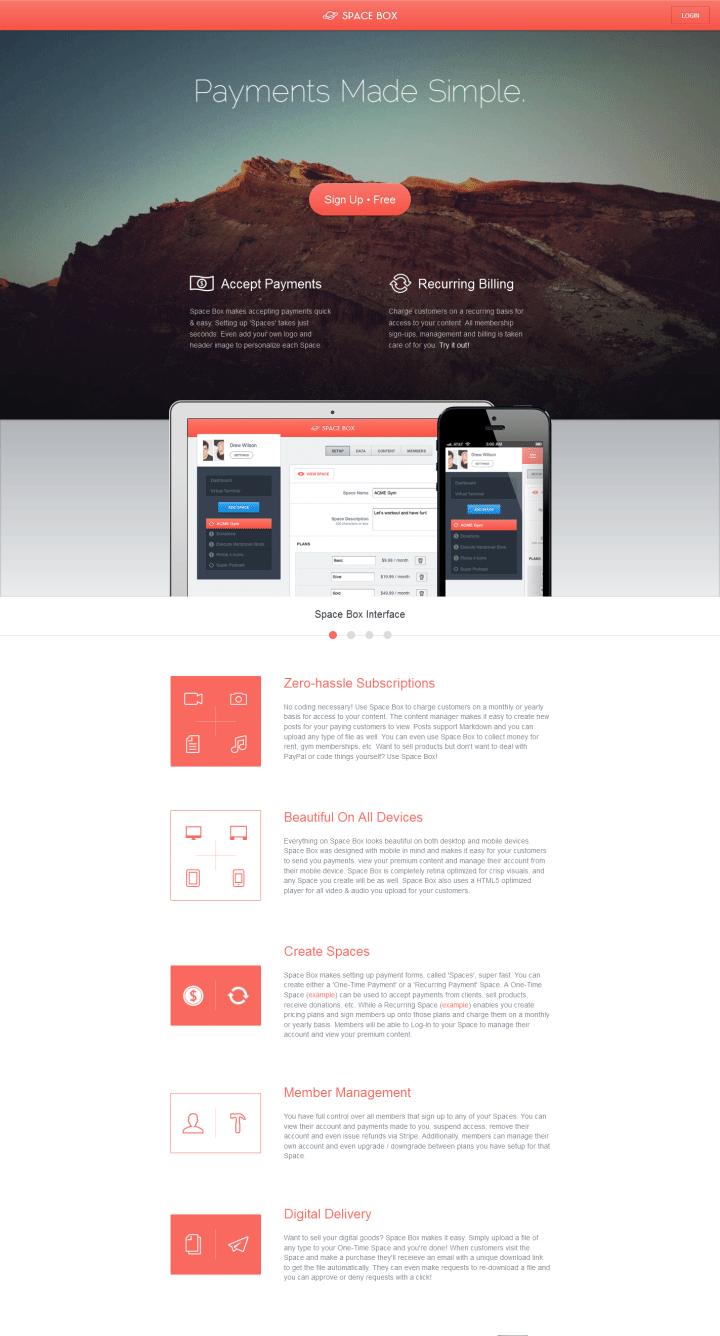 SPACE BOX
LOGIN
Payments Made Simple.
Sign Up • Free
Accept Payments
Space Box makes accepting payments quick
& easy. Setting up 'Spaces' takes just
seconds. Even add your own logo and
header image to personalize each Space.
Recurring Billing
Charge customers on a recurring basis for
access to your content. All membership
sign-ups, management and billing is taken
care of for you. Try it out!
SPACE BOX
Drew Wilson
SETTINGS
Dashboard
Virtual Terminal
ADD SPACE
ACME Gym
Donations
Execute Hardcover Book
Pictos 4 Icons
Super Podcast
SETUP DATA CONTENT MEMBERS
VIEW SPACE
Space Name ACME Gym
Space Description Let's workout and have fun!
PLANS
Basic $9.99 / month
Silver $19.99 / month
Gold $49.99 / month
AT&T 3:00 AM
Drew Wilson
SETTINGS
SETUP
Dashboard
Virtual Terminal
ADD SPACE
ACME Gym
Donations
Execute Hardcover Book
Pictos 4 Icons
Super Podcast
PLANS
Space Box Interface
Zero-hassle Subscriptions
No coding necessary! Use Space Box to charge customers on a monthly or yearly
basis for access to your content. The content manager makes it easy to create new
posts for your paying customers to view. Posts support Markdown and you can
upload any type of file as well. You can even use Space Box to collect money for
rent, gym memberships, etc. Want to sell products but don't want to deal with
PayPal or code things yourself? Use Space Box!
Beautiful On All Devices
Everything on Space Box looks beautiful on both desktop and mobile devices.
Space Box was designed with mobile in mind and makes it easy for your customers
to send you payments, view your premium content and manage their account from
their mobile device. Space Box is completely retina optimized for crisp visuals, and
any Space you create will be as well. Space Box also uses a HTML5 optimized
player for all video & audio you upload for your customers.
Create Spaces
Space Box makes setting up payment forms, called 'Spaces', super fast. You can
create either a 'One-Time Payment' or a 'Recurring Payment' Space. A One-Time
Space (example) can be used to accept payments from clients, sell products,
receive donations, etc. While a Recurring Space (example) enables you create
pricing plans and sign members up onto those plans and charge them on a monthly
or yearly basis. Members will be able to Log-In to your Space to manage their
account and view your premium content.
Member Management
You have full control over all members that sign up to any of your Spaces. You can
view their account and payments made to you, suspend access, remove their
account and even issue refunds via Stripe. Additionally, members can manage their
own account and even upgrade / downgrade between plans you have setup for that
Space.
Digital Delivery
Want to sell your digital goods? Space Box makes it easy. Simply upload a file of
any type to your One-Time Space and you're done! When customers visit the
Space and make a purchase they'll receieve an email with a unique download link
to get the file automatically. They can even make requests to re-download a file and
you can approve or deny requests with a click!